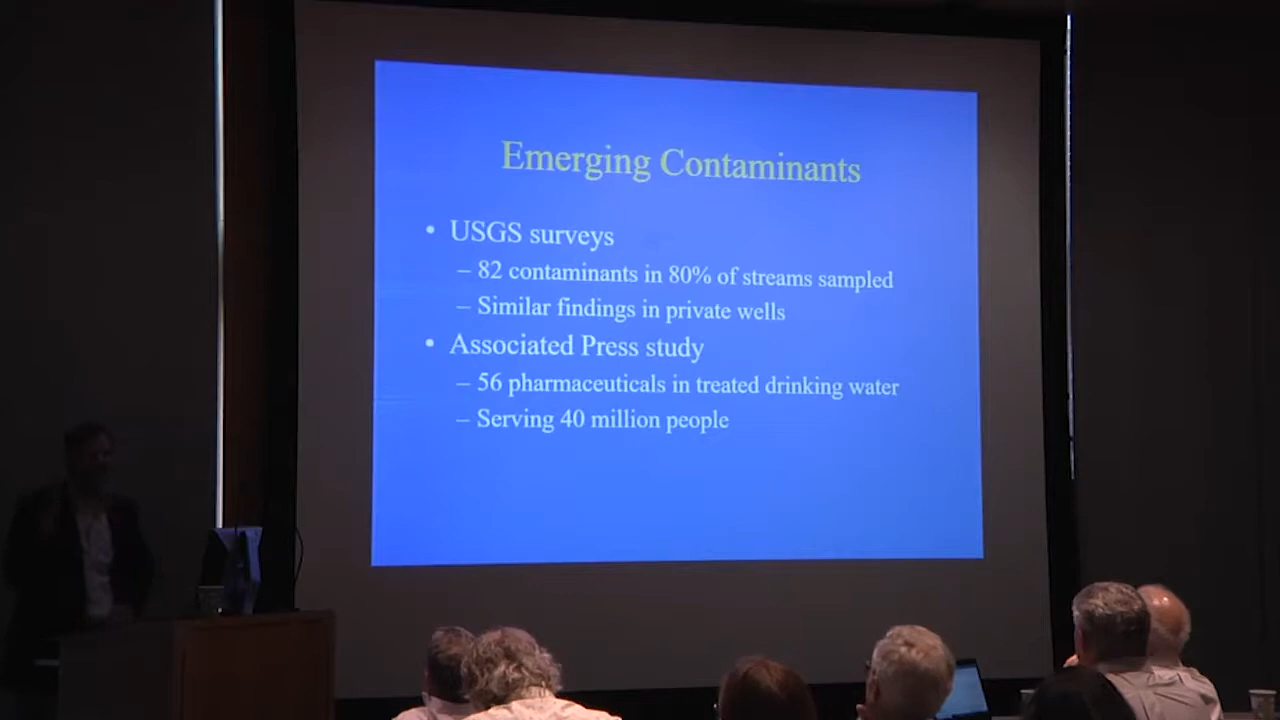 Emerging Contaminants
• USGS surveys
– 82 contaminants in 80% of streams sampled
– Similar findings in private wells
• Associated Press study
– 56 pharmaceuticals in treated drinking water
– Serving 40 million people